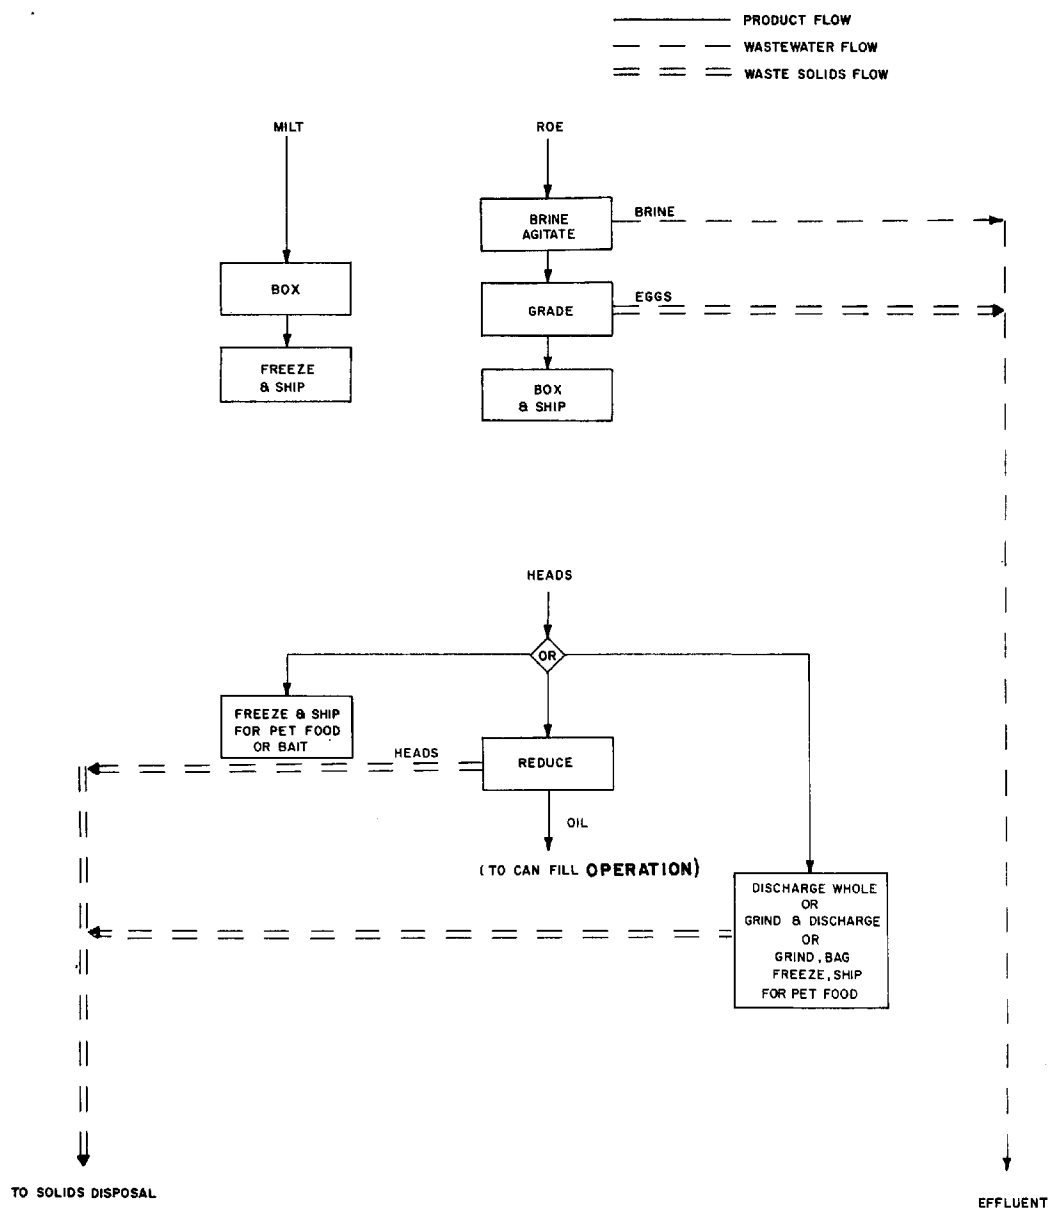 PRODUCT FLOW
WASTEWATER FLOW
WASTE SOLIDS FLOW
MILT
ROE
BRINE
AGITATE
BRINE
BOX
GRADE
EGGS
FREEZE
& SHIP
BOX
& SHIP
HEADS
OR
FREEZE & SHIP
FOR PET FOOD
OR BAIT
HEADS
REDUCE
OIL
(TO CAN FILL OPERATION)
DISCHARGE WHOLE
OR
GRIND & DISCHARGE
OR
GRIND, BAG
FREEZE, SHIP
FOR PET FOOD
TO SOLIDS DISPOSAL
EFFLUENT